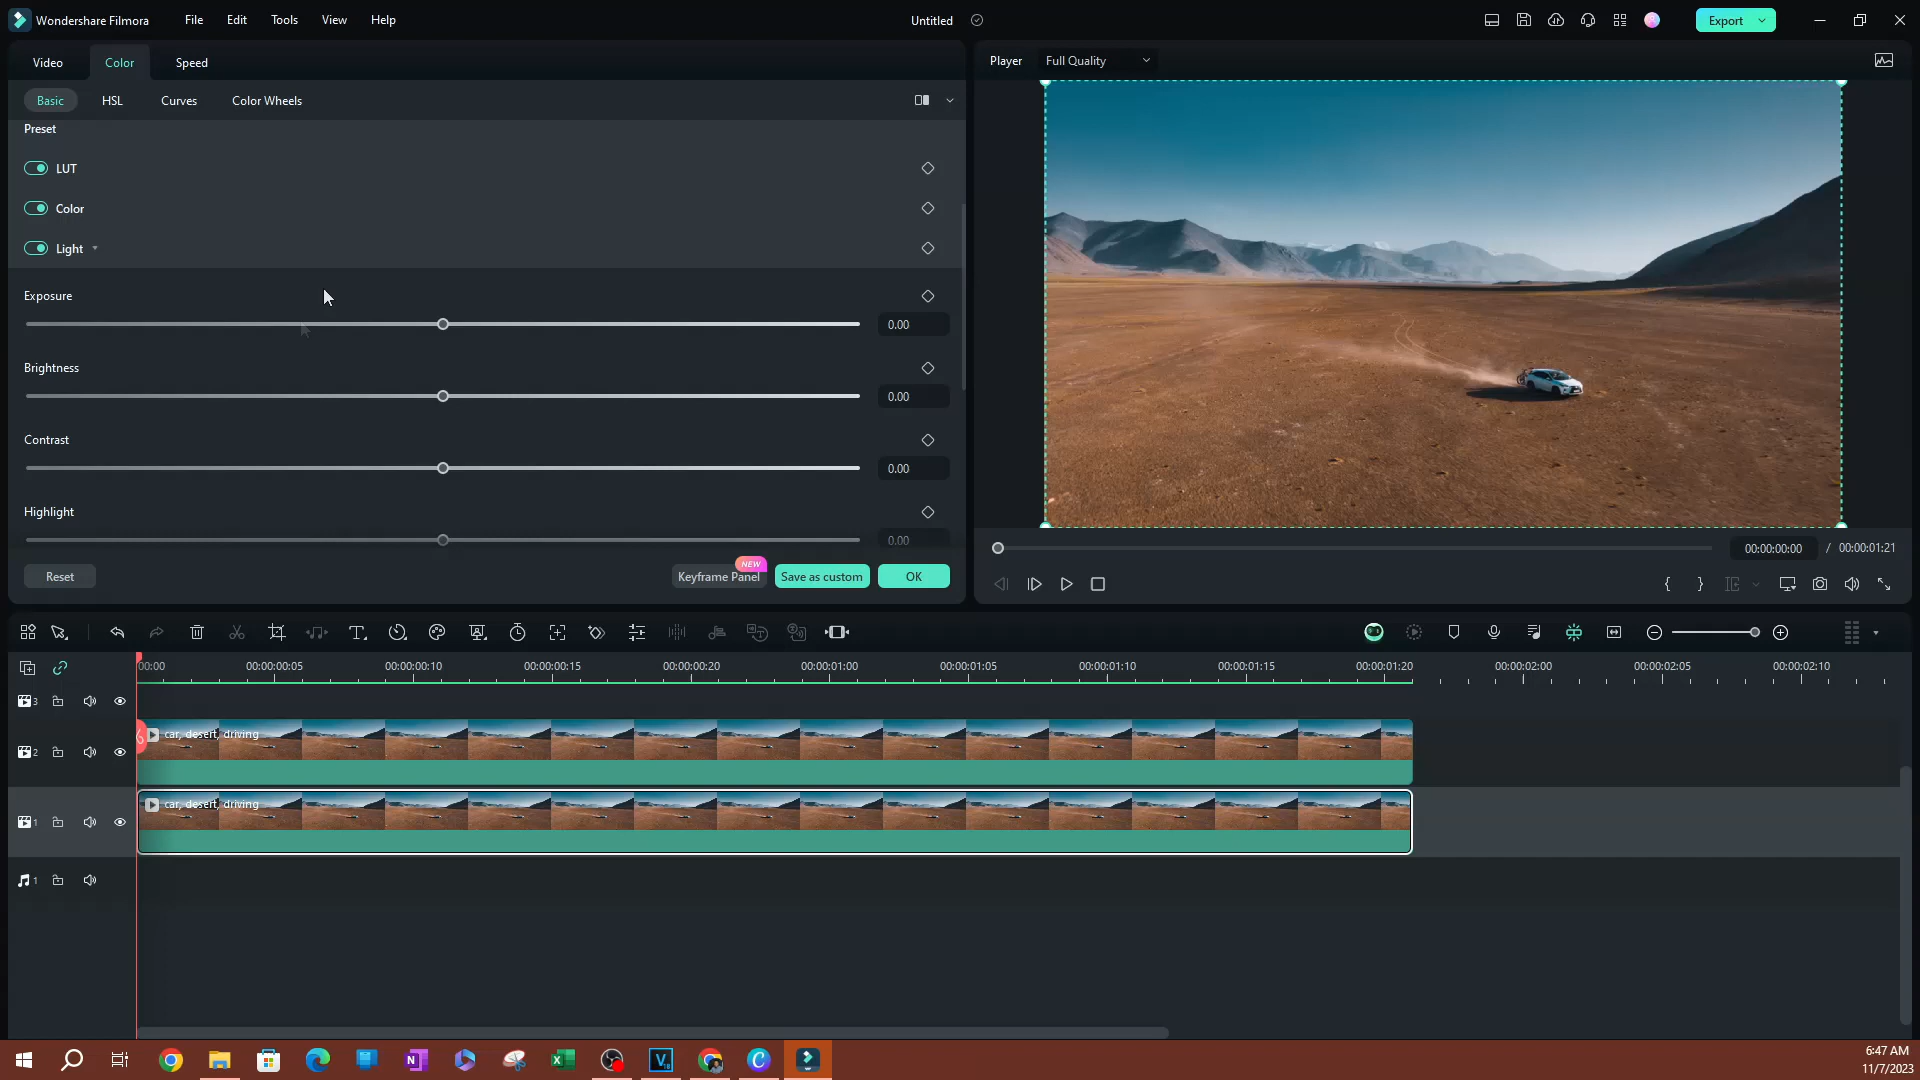 Wondershare Filmora File Edit Tools View Help Untitled Export
Video Color Speed
Player Full Quality
Basic HSL Curves Color Wheels
Preset
LUT
Color
Light
Exposure
0.00
Brightness
0.00
Contrast
0.00
Highlight
0.00
Reset
NEW
Keyframe Panel
Save as custom
OK
00:00:00:00 / 00:00:01:21
00:00 00:00:00:05 00:00:00:10 00:00:00:15 00:00:00:20 00:00:01:00 00:00:01:05 00:00:01:10 00:00:01:15 00:00:01:20 00:00:02:00 00:00:02:05 00:00:02:10
3
2
car, desert, driving
1
car, desert, driving
1
6:47 AM
11/7/2023